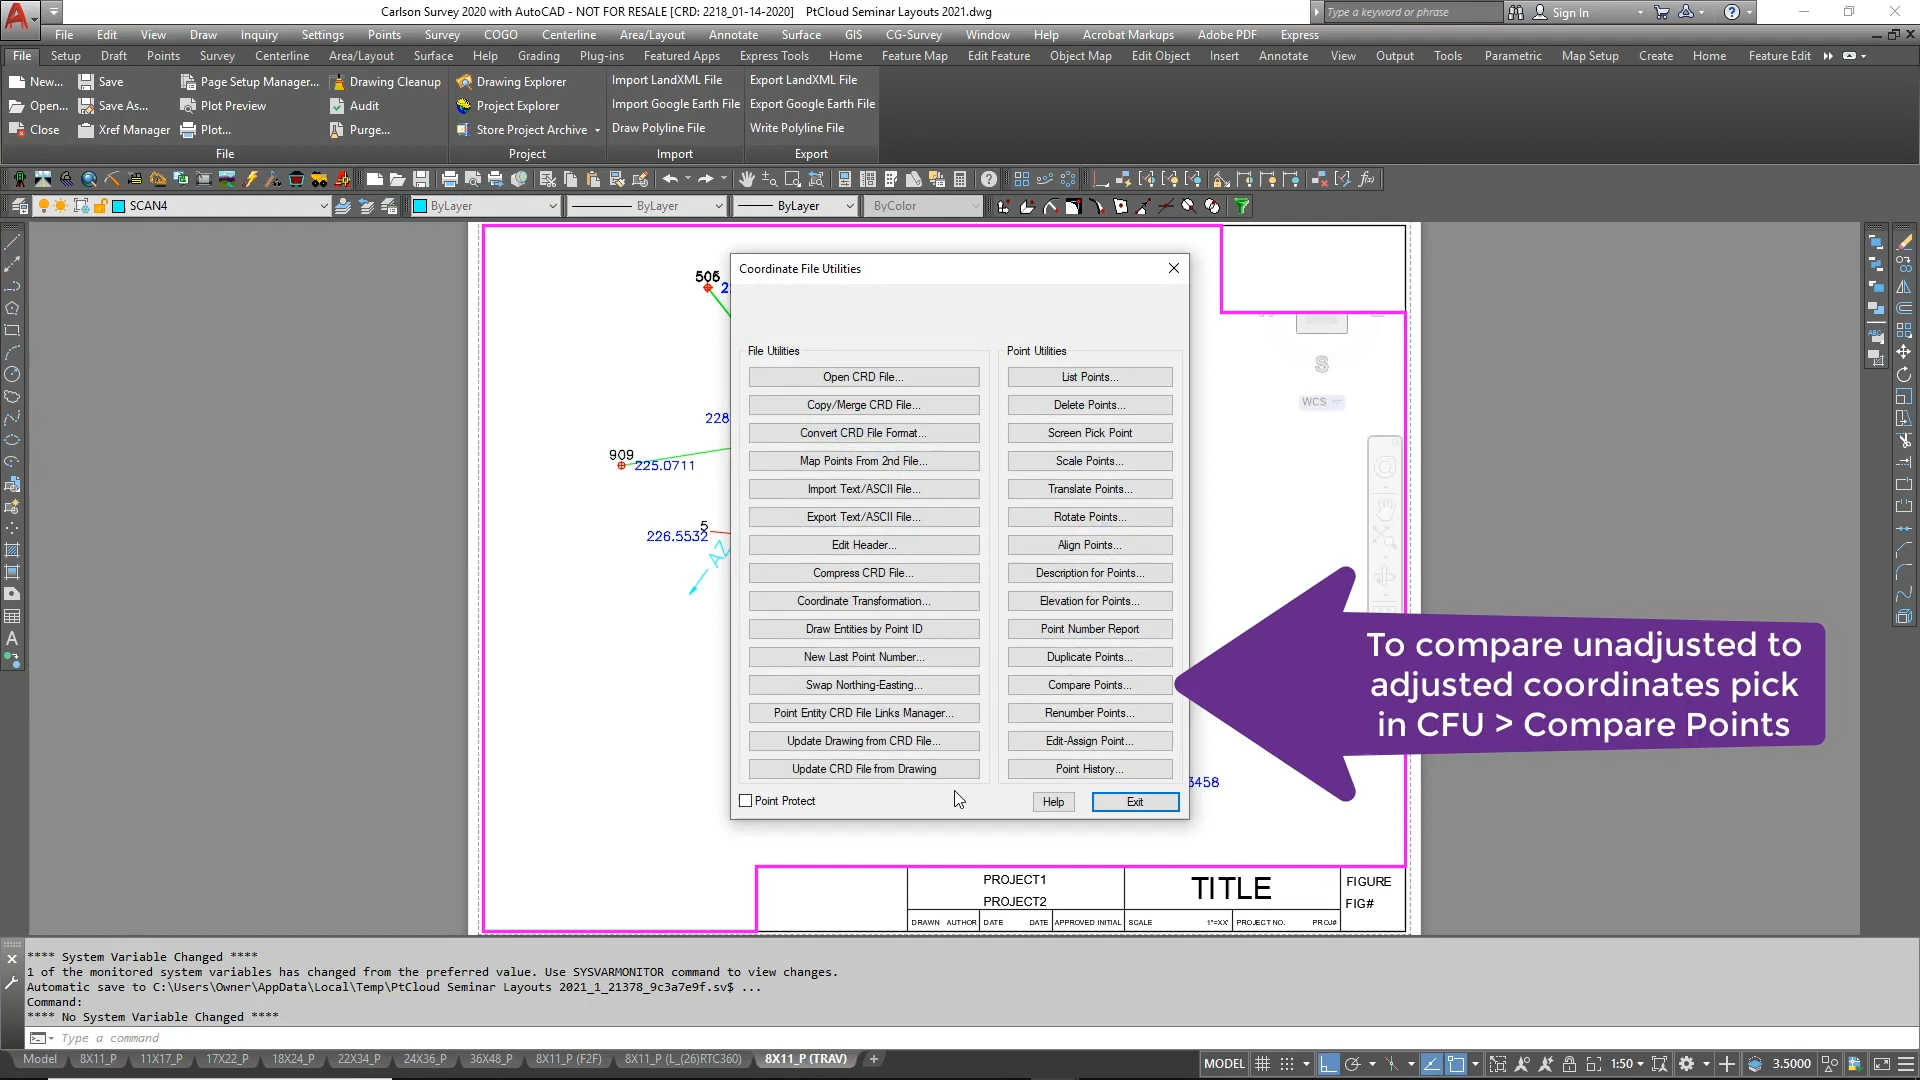 Carlson Survey 2020 with AutoCAD - NOT FOR RESALE [CRD: 2218_01-14-2020]    PtCloud Seminar Layouts 2021.dwg
Type a keyword or phrase
Sign In
File Edit View Draw Inquiry Settings Points Survey COGO Centerline Area/Layout Annotate Surface GIS CG-Survey Window Help Acrobat Markups Adobe PDF Express
File Setup Draft Points Survey Centerline Area/Layout Surface Help Grading Plug-ins Featured Apps Express Tools Home Feature Map Edit Feature Object Map Edit Object Insert Annotate View Output Tools Parametric Map Setup Create Home Feature Edit
New... Save Page Setup Manager... Drawing Cleanup Drawing Explorer Import LandXML File Export LandXML File
Open... Save As... Plot Preview Audit Project Explorer Import Google Earth File Export Google Earth File
Close Xref Manager Plot... Purge... Store Project Archive Draw Polyline File Write Polyline File
File Project Import Export
SCAN4 ByLayer ByLayer ByLayer ByColor
Coordinate File Utilities
506
909
225.0711
228
5
226.5532
AZ
File Utilities
Open CRD File...
Copy/Merge CRD File...
Convert CRD File Format...
Map Points From 2nd File...
Import Text/ASCII File...
Export Text/ASCII File...
Edit Header...
Compress CRD File...
Coordinate Transformation...
Draw Entities by Point ID
New Last Point Number...
Swap Northing-Easting...
Point Entity CRD File Links Manager...
Update Drawing from CRD File...
Update CRD File from Drawing
Point Utilities
List Points...
Delete Points...
Screen Pick Point
Scale Points...
Translate Points...
Rotate Points...
Align Points...
Description for Points...
Elevation for Points...
Point Number Report
Duplicate Points...
Compare Points...
Renumber Points...
Edit-Assign Point...
Point History...
Point Protect
Help
Exit
S
WCS
To compare unadjusted to
adjusted coordinates pick
in CFU > Compare Points
3458
PROJECT1
PROJECT2
TITLE
FIGURE
FIG#
DRAWN AUTHOR DATE DATE APPROVED INITIAL SCALE 1"=XX' PROJECT NO. PROJ#
**** System Variable Changed ****
1 of the monitored system variables has changed from the preferred value. Use SYSVARMONITOR command to view changes.
Automatic save to C:\Users\Owner\AppData\Local\Temp\PtCloud Seminar Layouts 2021_1_21378_9c3a7e9f.sv$ ...
Command:
**** No System Variable Changed ****
Type a command
Model 8X11_P 11X17_P 17X22_P 18X24_P 22X34_P 24X36_P 36X48_P 8X11_P (F2F) 8X11_P (L_(26)RTC360) 8X11_P (TRAV) +
MODEL 1:50 3.5000